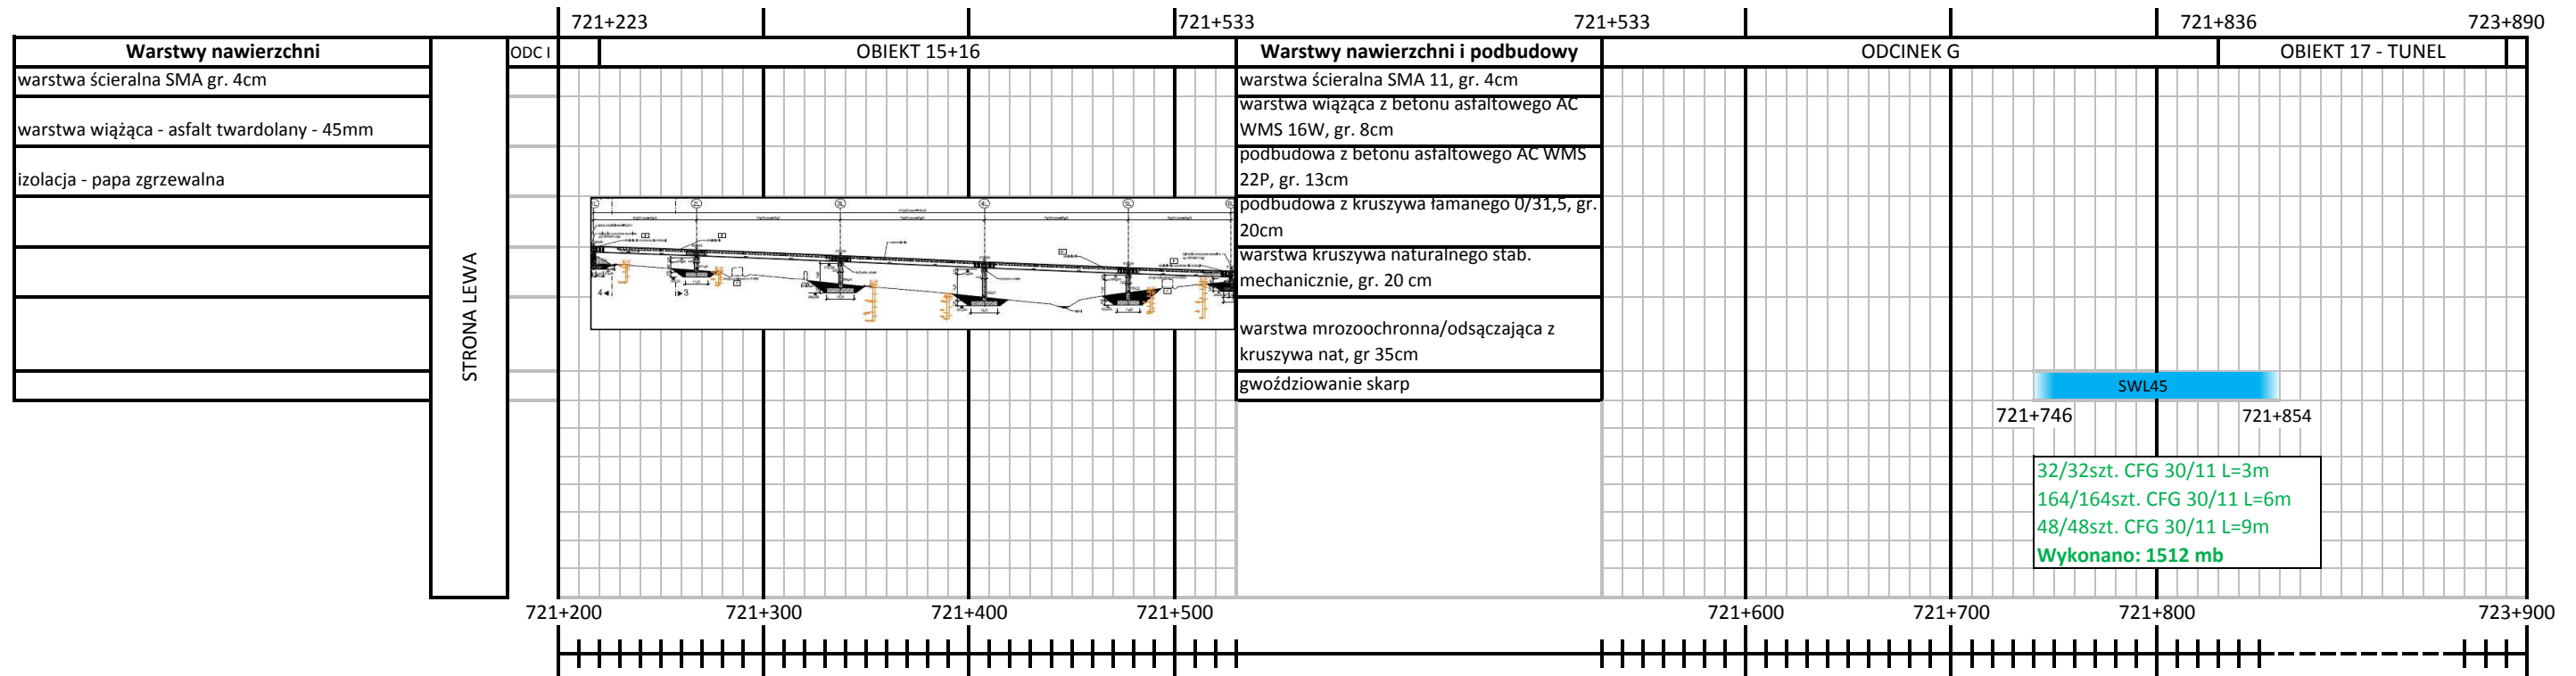 721+223
721+533
721+533
721+836
723+890
Warstwy nawierzchni
ODC I
OBIEKT 15+16
Warstwy nawierzchni i podbudowy
ODCINEK G
OBIEKT 17 - TUNEL
warstwa ścieralna SMA gr. 4cm
warstwa wiążąca - asfalt twardolany - 45mm
izolacja - papa zgrzewalna
STRONA LEWA
warstwa ścieralna SMA 11, gr. 4cm
warstwa wiążąca z betonu asfaltowego AC
WMS 16W, gr. 8cm
podbudowa z betonu asfaltowego AC WMS
22P, gr. 13cm
podbudowa z kruszywa łamanego 0/31,5, gr.
20cm
warstwa kruszywa naturalnego stab.
mechanicznie, gr. 20 cm
warstwa mrozoochronna/odsączająca z
kruszywa nat, gr 35cm
gwoździowanie skarp
SWL45
721+746
721+854
32/32szt. CFG 30/11 L=3m
164/164szt. CFG 30/11 L=6m
48/48szt. CFG 30/11 L=9m
Wykonano: 1512 mb
721+200
721+300
721+400
721+500
721+600
721+700
721+800
723+900